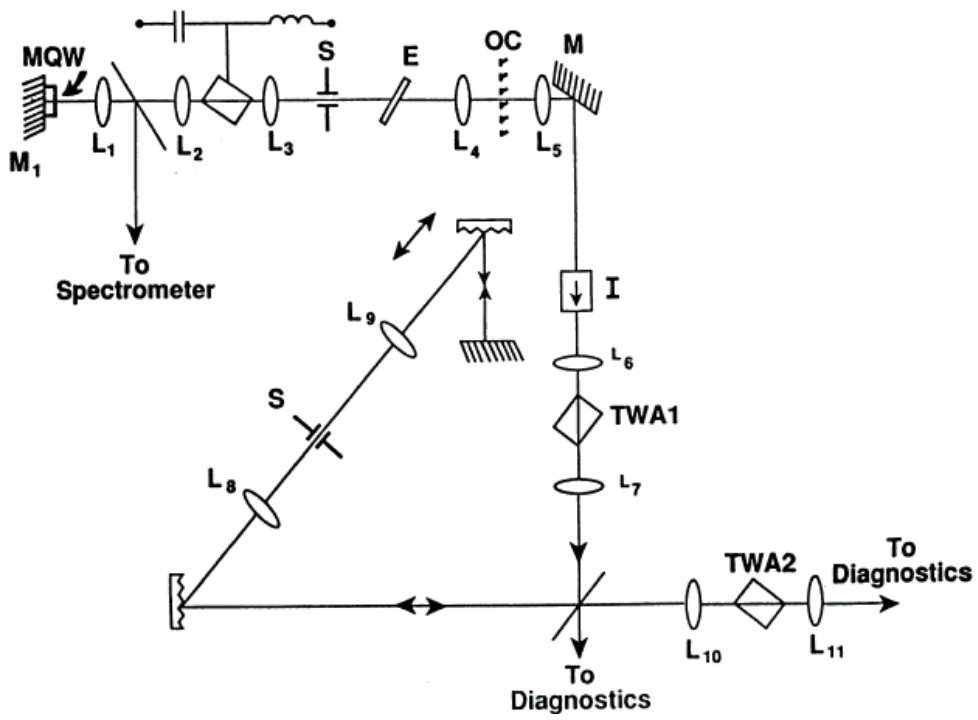 MQW
S
E
OC
M
L₁
L₂
L₃
L₄
L₅
M₁
To
Spectrometer
I
L₉
L₆
S
TWA1
L₈
L₇
TWA2
To
Diagnostics
L₁₀
L₁₁
To
Diagnostics